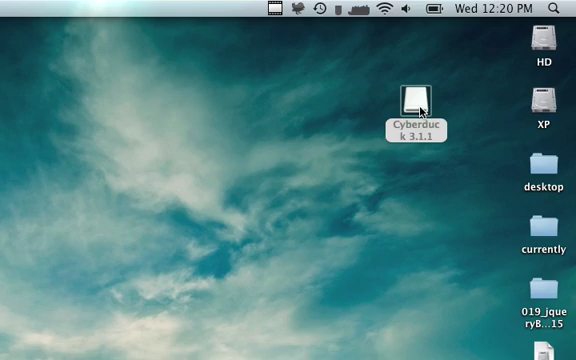 Wed 12:20 PM
HD
Cyberduc
k 3.1.1
XP
desktop
currently
019_jque
ryB...15